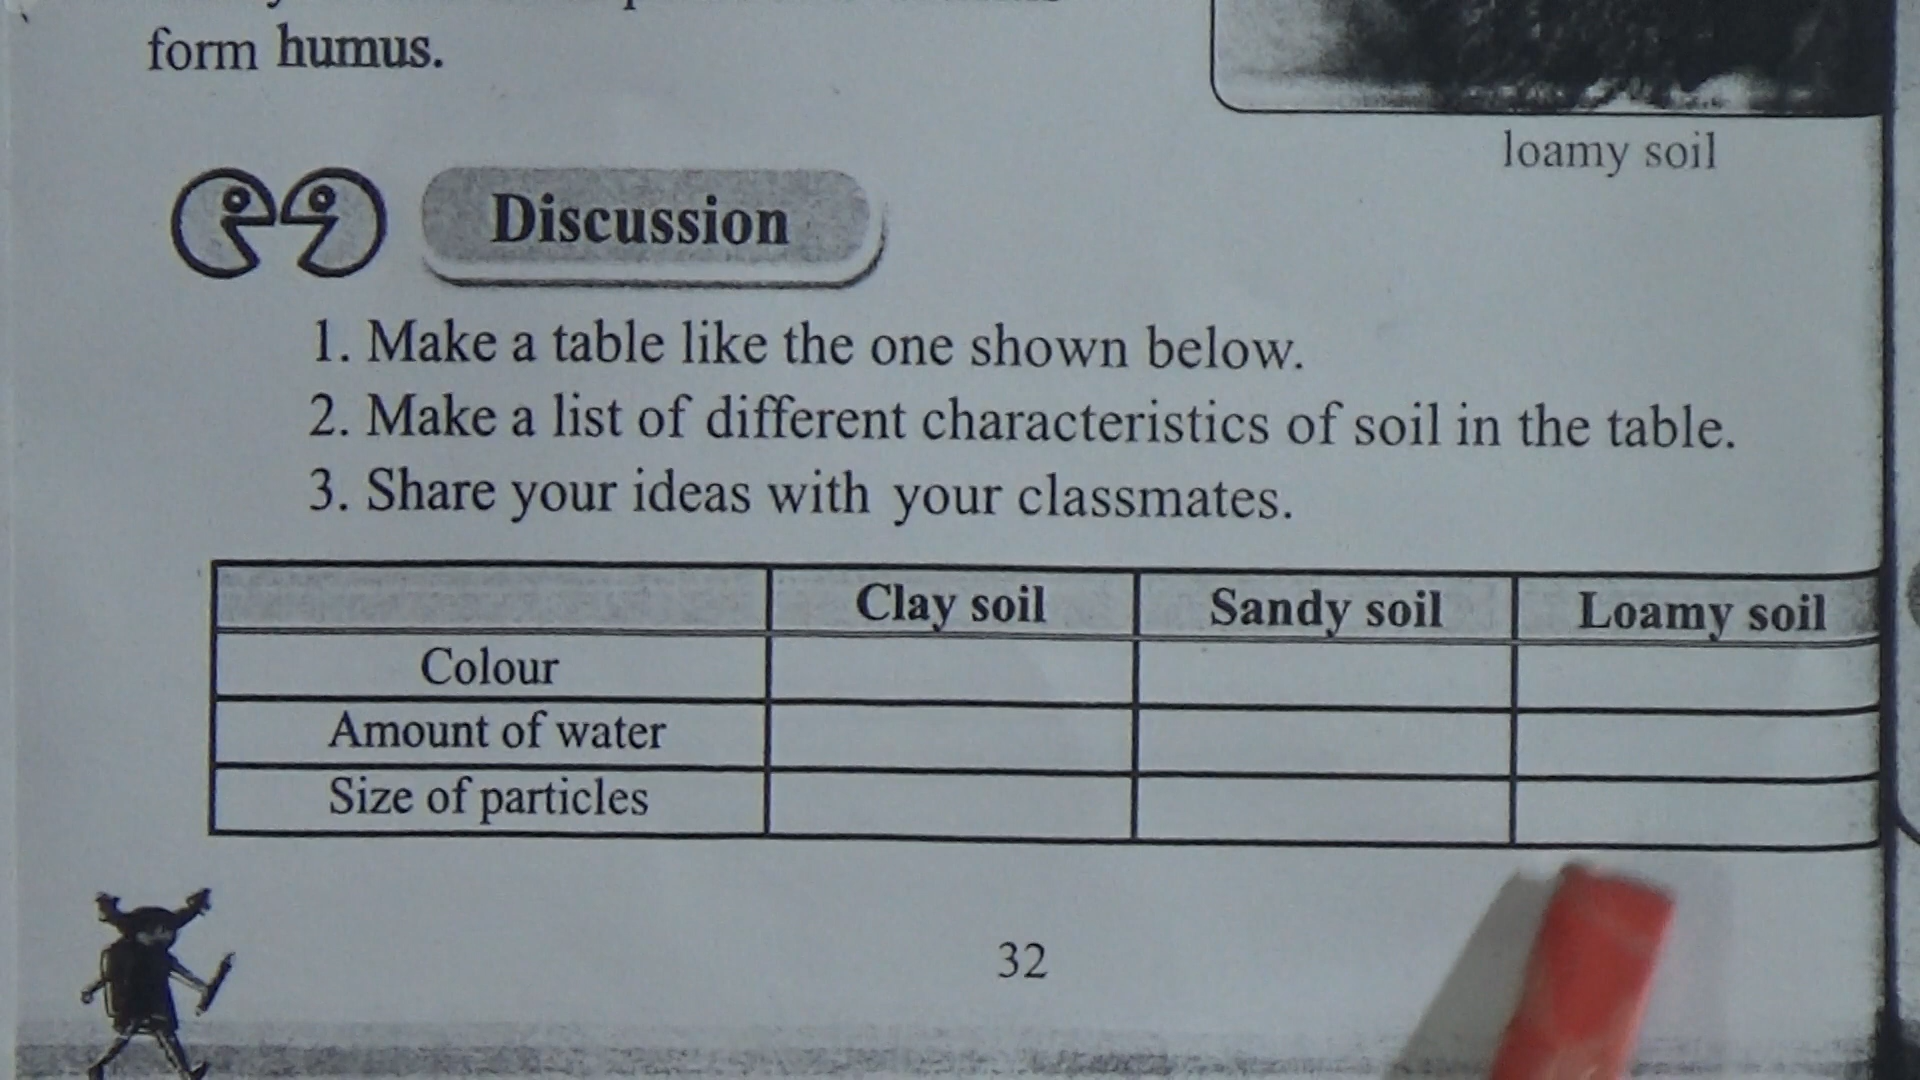 form humus.
loamy soil
Discussion
1. Make a table like the one shown below.
2. Make a list of different characteristics of soil in the table.
3. Share your ideas with your classmates.
Clay soil Sandy soil Loamy soil
Colour
Amount of water
Size of particles
32